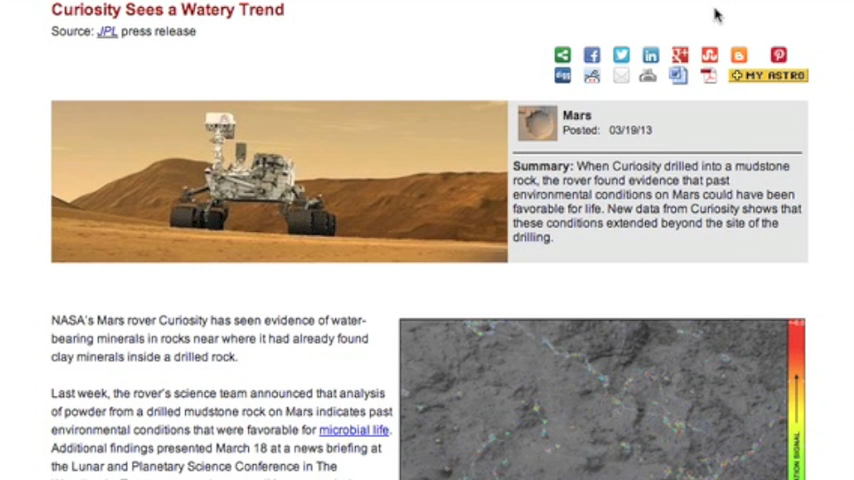 Curiosity Sees a Watery Trend
Source: JPL press release
digg
MY ASTRO
Mars
Posted: 03/19/13
Summary: When Curiosity drilled into a mudstone
rock, the rover found evidence that past
environmental conditions on Mars could have been
favorable for life. New data from Curiosity shows that
these conditions extended beyond the site of the
drilling.
NASA's Mars rover Curiosity has seen evidence of water-
bearing minerals in rocks near where it had already found
clay minerals inside a drilled rock.
Last week, the rover's science team announced that analysis
of powder from a drilled mudstone rock on Mars indicates past
environmental conditions that were favorable for microbial life.
Additional findings presented March 18 at a news briefing at
the Lunar and Planetary Science Conference in The
SIGNAL